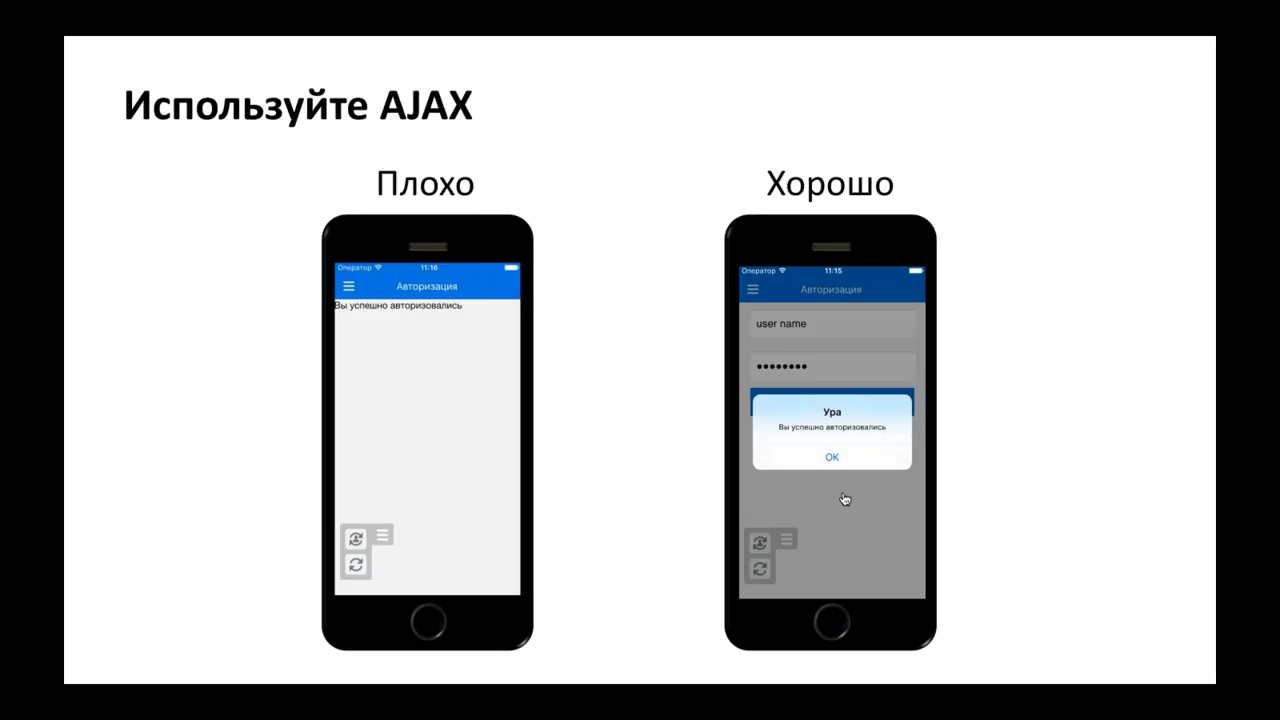 Используйте AJAX
Плохо
Хорошо
Оператор 11:16
Авторизация
Вы успешно авторизовались
Оператор 11:15
Авторизация
user name
••••••••
Ура
Вы успешно авторизовались
OK